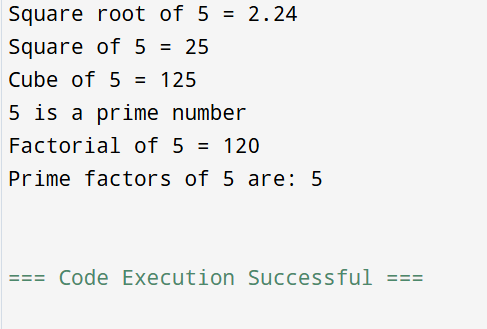 Square root of 5 = 2.24
Square of 5 = 25
Cube of 5 = 125
5 is a prime number
Factorial of 5 = 120
Prime factors of 5 are: 5
=== Code Execution Successful ===